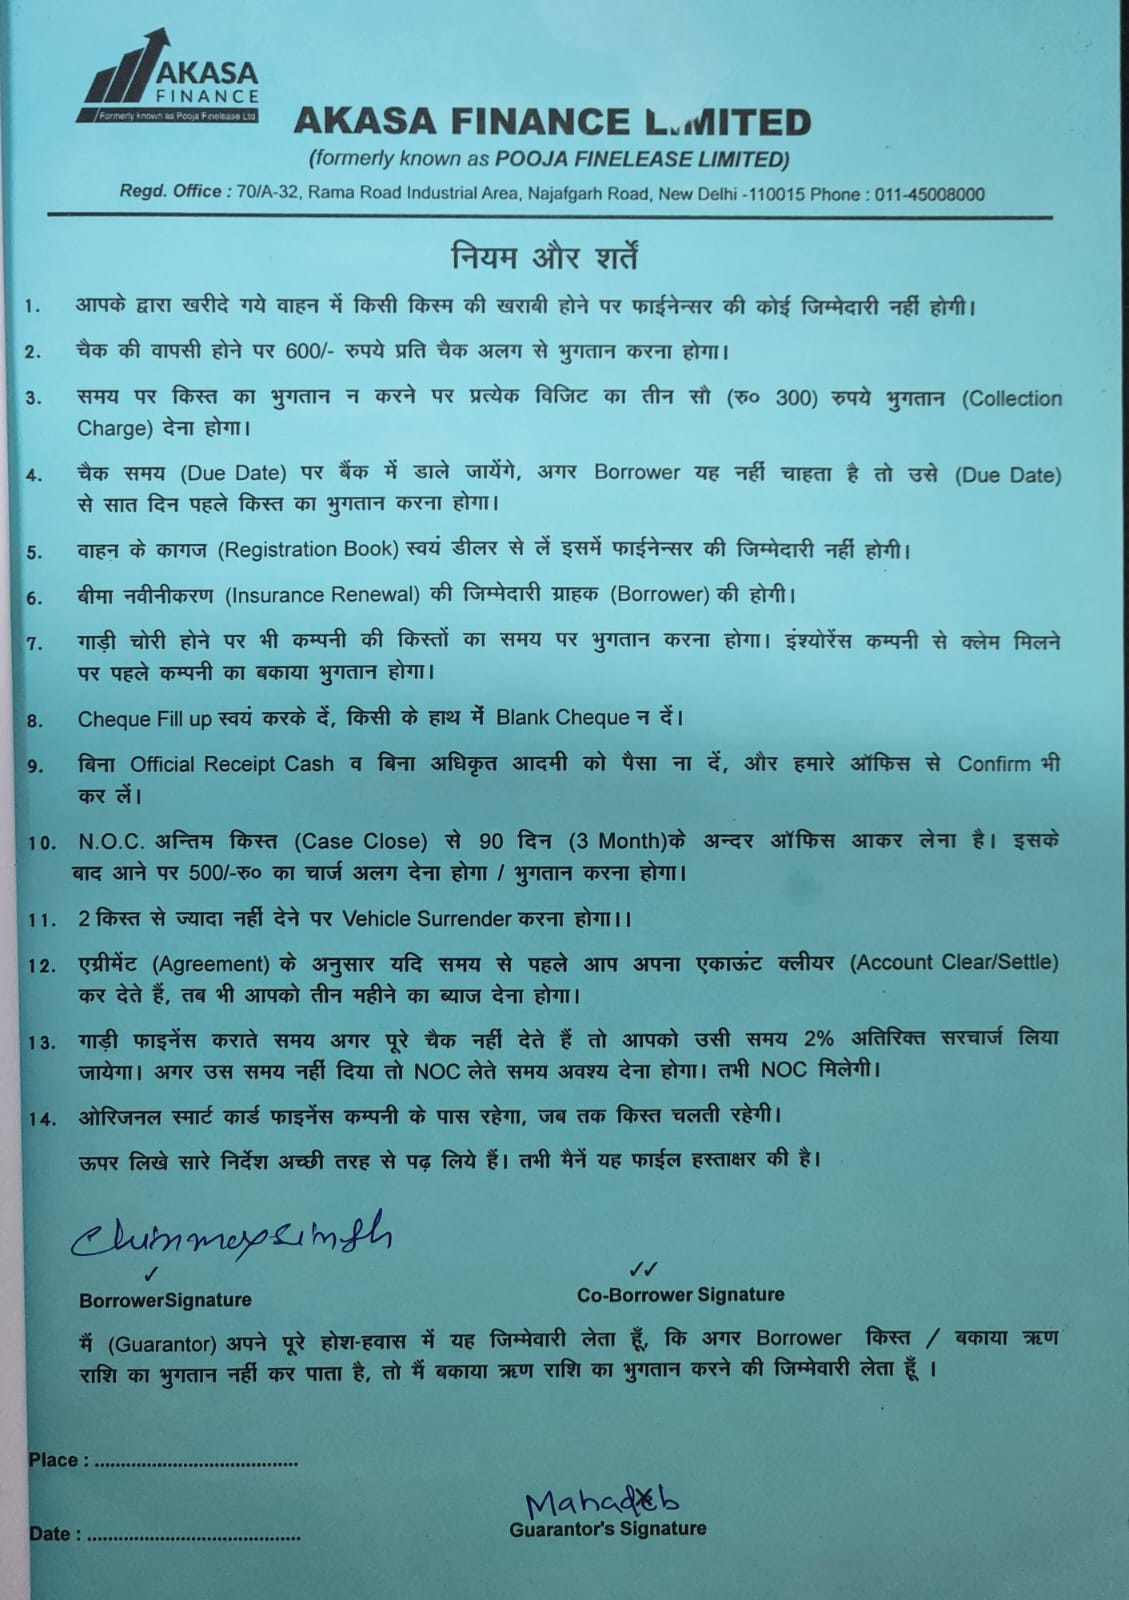 AKASA
FINANCE
Formerly known as Pooja Finelease Ltd
AKASA FINANCE LIMITED
(formerly known as POOJA FINELEASE LIMITED)
Regd. Office : 70/A-32, Rama Road Industrial Area, Najafgarh Road, New Delhi -110015 Phone : 011-45008000
नियम और शर्तें
1. आपके द्वारा खरीदे गये वाहन में किसी किस्म की खराबी होने पर फाईनेन्सर की कोई जिम्मेदारी नहीं होगी।
2. चैक की वापसी होने पर 600/- रुपये प्रति चैक अलग से भुगतान करना होगा।
3. समय पर किस्त का भुगतान न करने पर प्रत्येक विजिट का तीन सौ (रु० 300) रुपये भुगतान (Collection
Charge) देना होगा।
4. चैक समय (Due Date) पर बैंक में डाले जायेंगे, अगर Borrower यह नहीं चाहता है तो उसे (Due Date)
से सात दिन पहले किस्त का भुगतान करना होगा।
5. वाहन के कागज (Registration Book) स्वयं डीलर से लें इसमें फाईनेन्सर की जिम्मेदारी नहीं होगी।
6. बीमा नवीनीकरण (Insurance Renewal) की जिम्मेदारी ग्राहक (Borrower) की होगी।
7. गाड़ी चोरी होने पर भी कम्पनी की किस्तों का समय पर भुगतान करना होगा। इंश्योरेंस कम्पनी से क्लेम मिलने
पर पहले कम्पनी का बकाया भुगतान होगा।
8. Cheque Fill up स्वयं करके दें, किसी के हाथ में Blank Cheque न दें।
9. बिना Official Receipt Cash व बिना अधिकृत आदमी को पैसा ना दें, और हमारे ऑफिस से Confirm भी
कर लें।
10. N.O.C. अन्तिम किस्त (Case Close) से 90 दिन (3 Month)के अन्दर ऑफिस आकर लेना है। इसके
बाद आने पर 500/-रु० का चार्ज अलग देना होगा / भुगतान करना होगा।
11. 2 किस्त से ज्यादा नहीं देने पर Vehicle Surrender करना होगा।।
12. एग्रीमेंट (Agreement) के अनुसार यदि समय से पहले आप अपना एकाऊंट क्लीयर (Account Clear/Settle)
कर देते हैं, तब भी आपको तीन महीने का ब्याज देना होगा।
13. गाड़ी फाइनेंस कराते समय अगर पूरे चैक नहीं देते हैं तो आपको उसी समय 2% अतिरिक्त सरचार्ज लिया
जायेगा। अगर उस समय नहीं दिया तो NOC लेते समय अवश्य देना होगा। तभी NOC मिलेगी।
14. ओरिजनल स्मार्ट कार्ड फाइनेंस कम्पनी के पास रहेगा, जब तक किस्त चलती रहेगी।
ऊपर लिखे सारे निर्देश अच्छी तरह से पढ़ लिये हैं। तभी मैनें यह फाईल हस्ताक्षर की है।
BorrowerSignature
Co-Borrower Signature
मैं (Guarantor) अपने पूरे होश-हवास में यह जिम्मेवारी लेता हूँ, कि अगर Borrower किस्त / बकाया ऋण
राशि का भुगतान नहीं कर पाता है, तो मैं बकाया ऋण राशि का भुगतान करने की जिम्मेवारी लेता हूँ ।
Place : .......................................
Date : .........................................
Guarantor's Signature